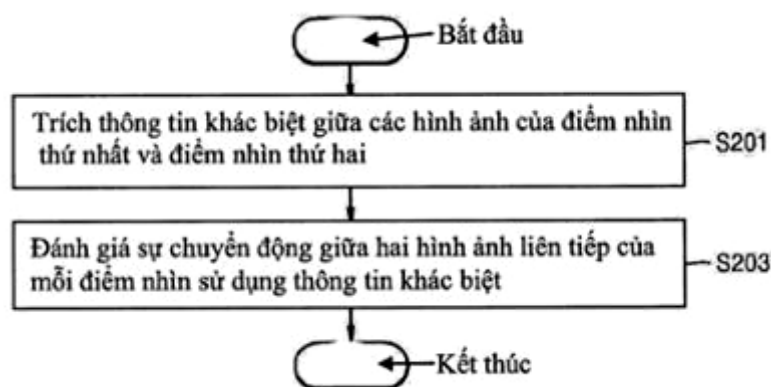 Bắt đầu
Trích thông tin khác biệt giữa các hình ảnh của điểm nhìn
thứ nhất và điểm nhìn thứ hai
S201
Đánh giá sự chuyển động giữa hai hình ảnh liên tiếp của
mỗi điểm nhìn sử dụng thông tin khác biệt
S203
Kết thúc